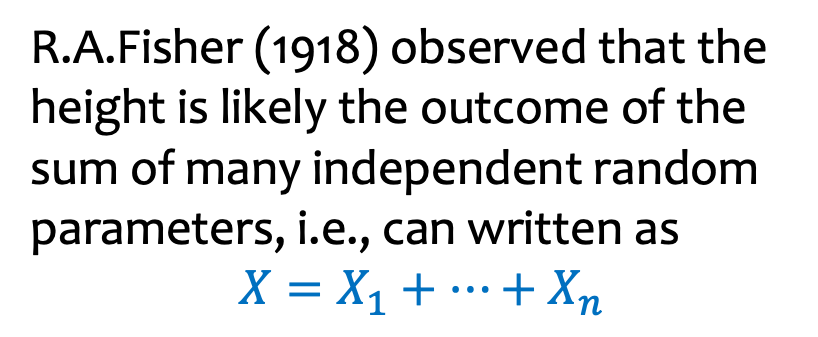 R.A.Fisher (1918) observed that the
height is likely the outcome of the
sum of many independent random
parameters, i.e., can written as
X = X₁ + ⋯ + Xₙ